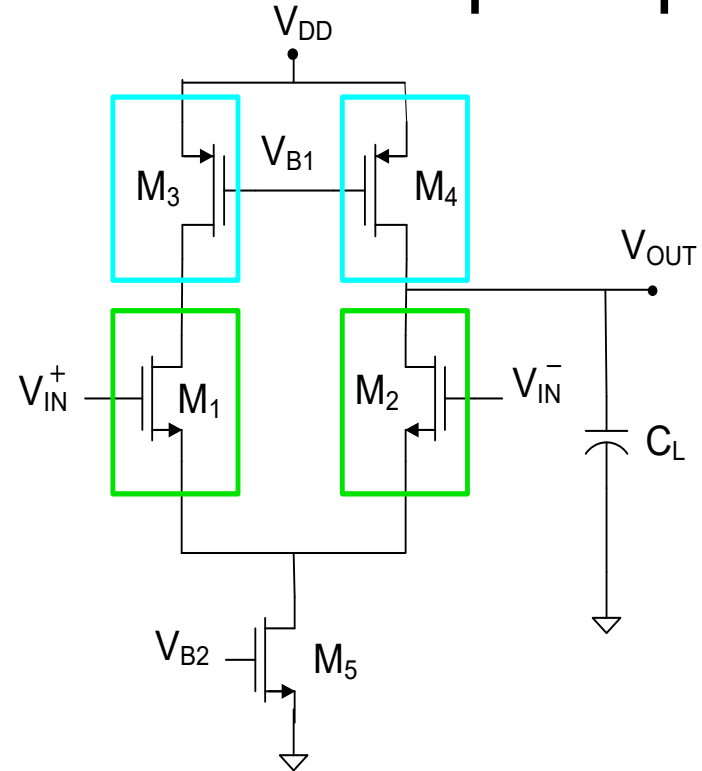 V_DD
V_B1
M_3
M_4
V_OUT
V_IN^+
M_1
M_2
V_IN^−
C_L
V_B2
M_5